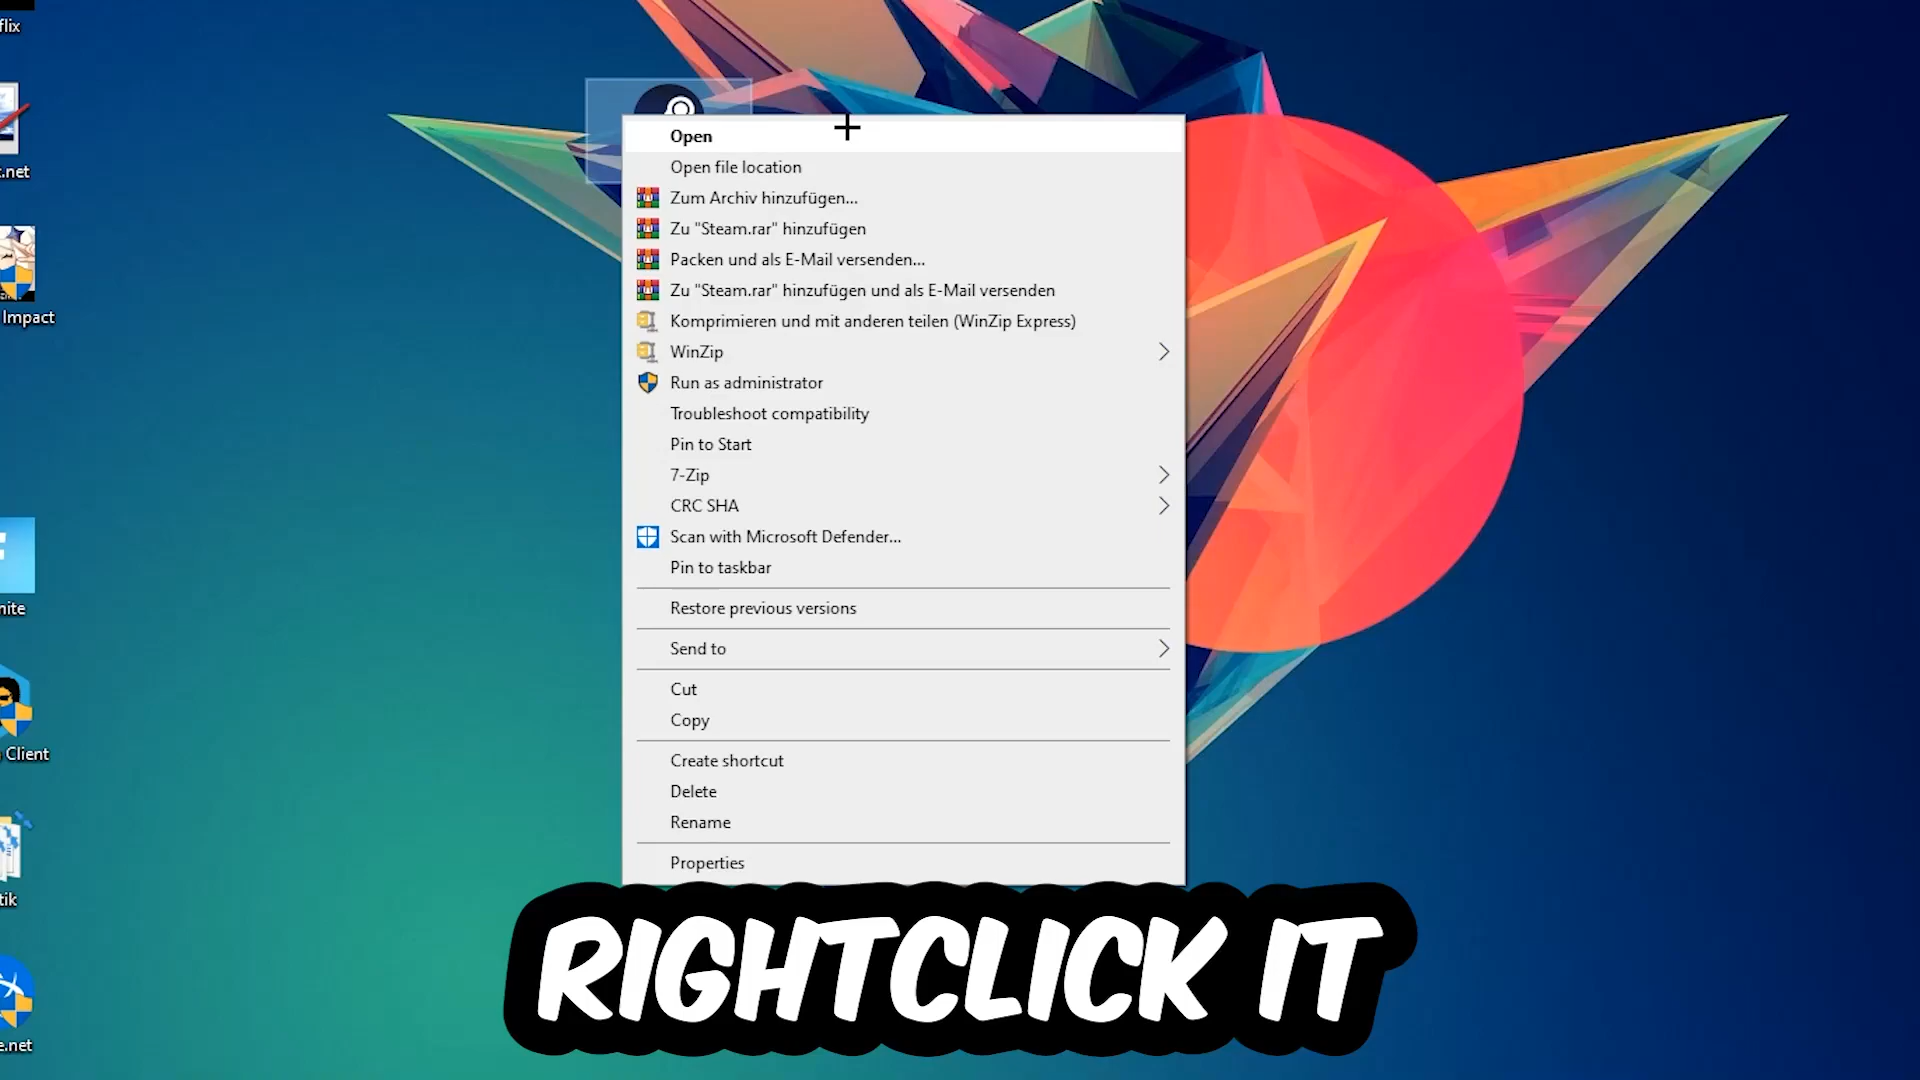 flix
Open
Open file location
Zum Archiv hinzufügen...
.net
Zu "Steam.rar" hinzufügen
Packen und als E-Mail versenden...
Zu "Steam.rar" hinzufügen und als E-Mail versenden
Impact
Komprimieren und mit anderen teilen (WinZip Express)
WinZip
Run as administrator
Troubleshoot compatibility
Pin to Start
7-Zip
CRC SHA
Scan with Microsoft Defender...
Pin to taskbar
nite
Restore previous versions
Send to
Cut
Copy
Client
Create shortcut
Delete
Rename
Properties
tik
RIGHTCLICK IT
e.net